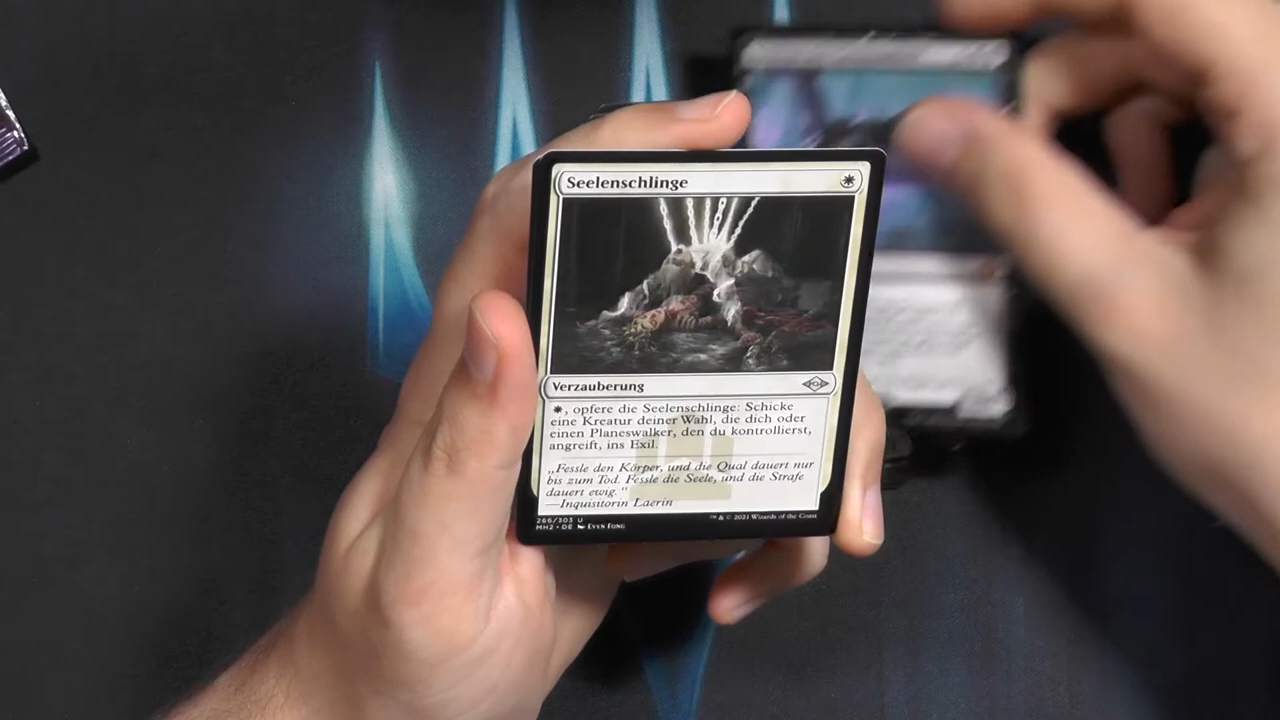 Seelenschlinge
Verzauberung
, opfere die Seelenschlinge: Schicke
eine Kreatur deiner Wahl, die dich oder
einen Planeswalker, den du kontrollierst,
angreift, ins Exil.
„Fessle den Körper, und die Qual dauert nur
bis zum Tod. Fessle die Seele, und die Strafe
dauert ewig.“
—Inquisitorin Laerin
266/303 U
MH2 • DE Evyn Fong
™ & © 2021 Wizards of the Coast